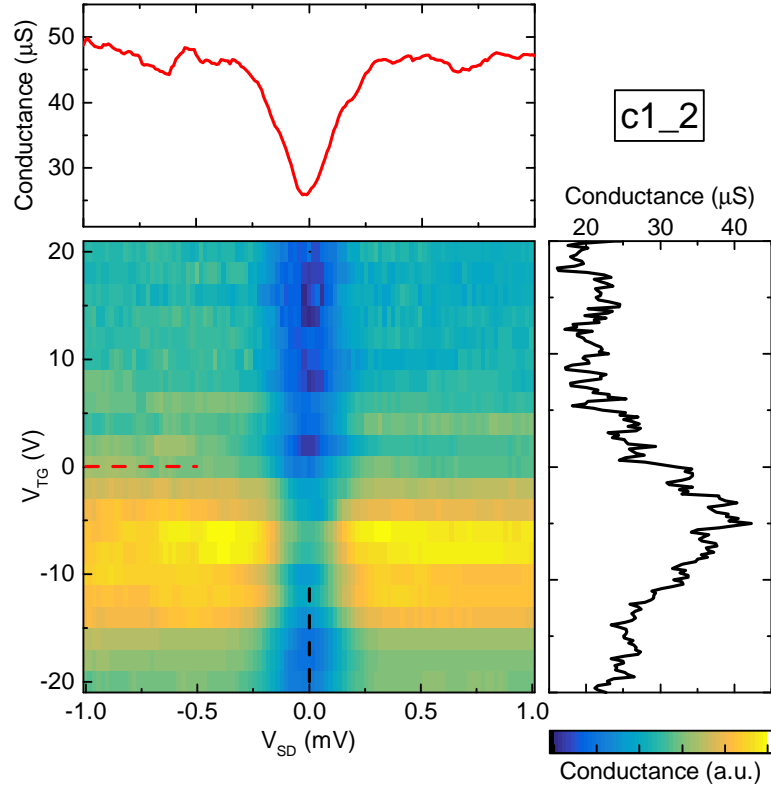 Conductance (μS)
50
40
30
c1_2
Conductance (μS)
20 30 40
V_TG (V)
20
10
0
-10
-20
-1.0 -0.5 0.0 0.5 1.0
V_SD (mV)
Conductance (a.u.)